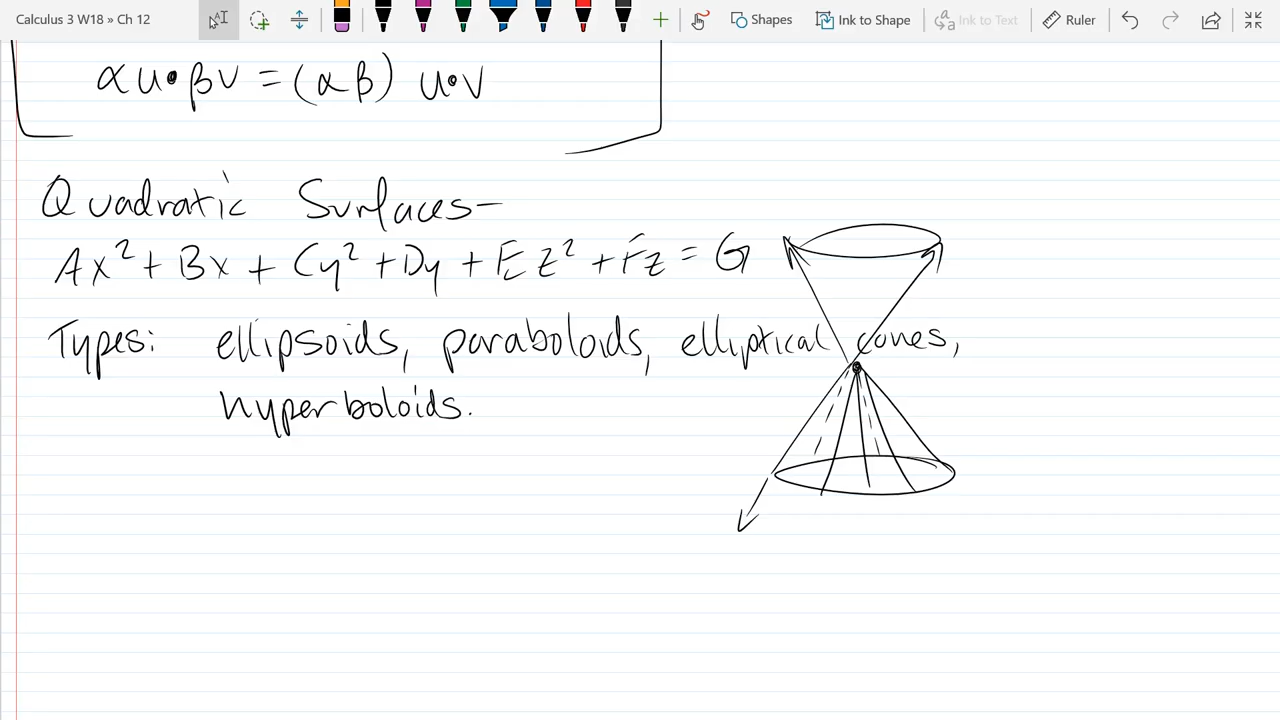 Calculus 3 W18 » Ch 12
Shapes
Ink to Shape
Ink to Text
Ruler
αu•βv = (αβ) u•v
Quadratic Surfaces—
Ax² + Bx + Cy² + Dy + Ez² + Fz = G
Types: ellipsoids, paraboloids, elliptical cones,
hyperboloids.